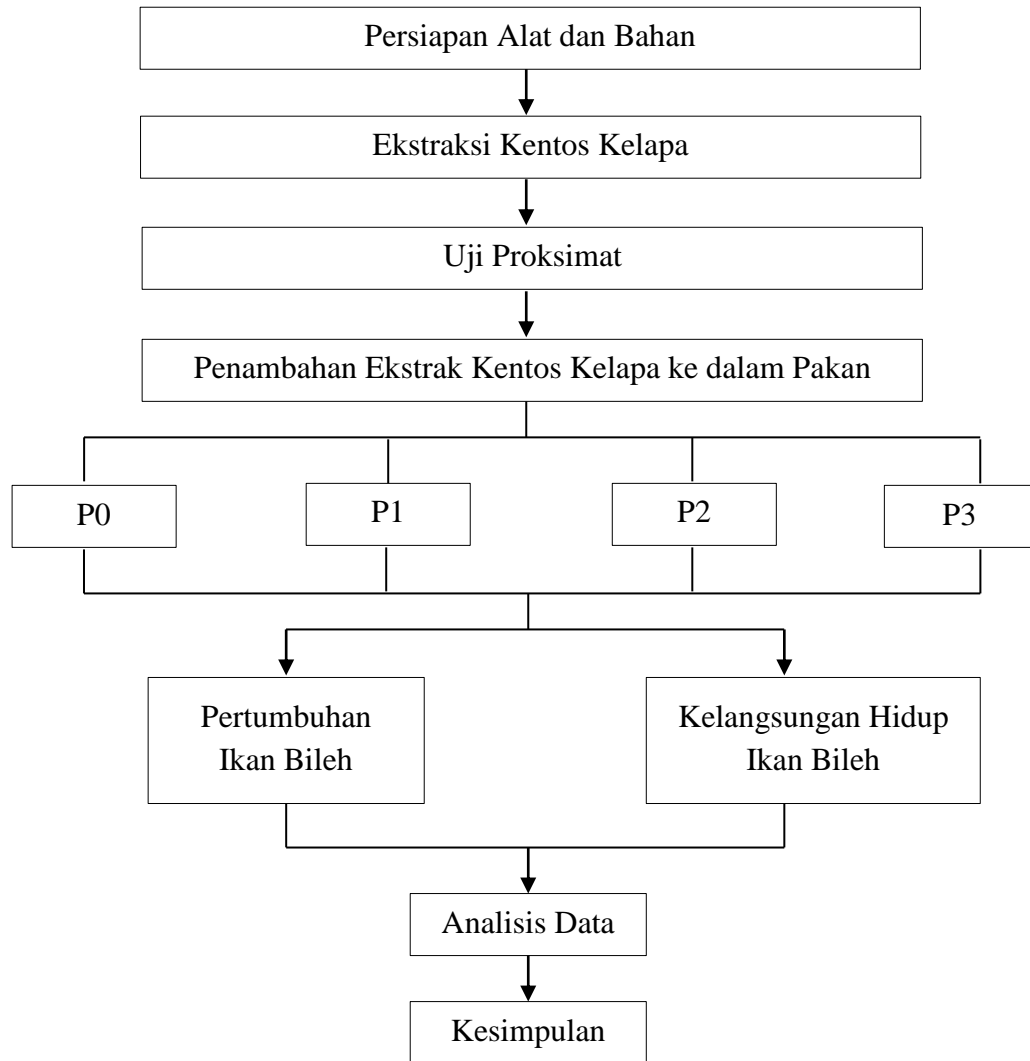 Persiapan Alat dan Bahan
Ekstraksi Kentos Kelapa
Uji Proksimat
Penambahan Ekstrak Kentos Kelapa ke dalam Pakan
P0
P1
P2
P3
Pertumbuhan
Ikan Bileh
Kelangsungan Hidup
Ikan Bileh
Analisis Data
Kesimpulan